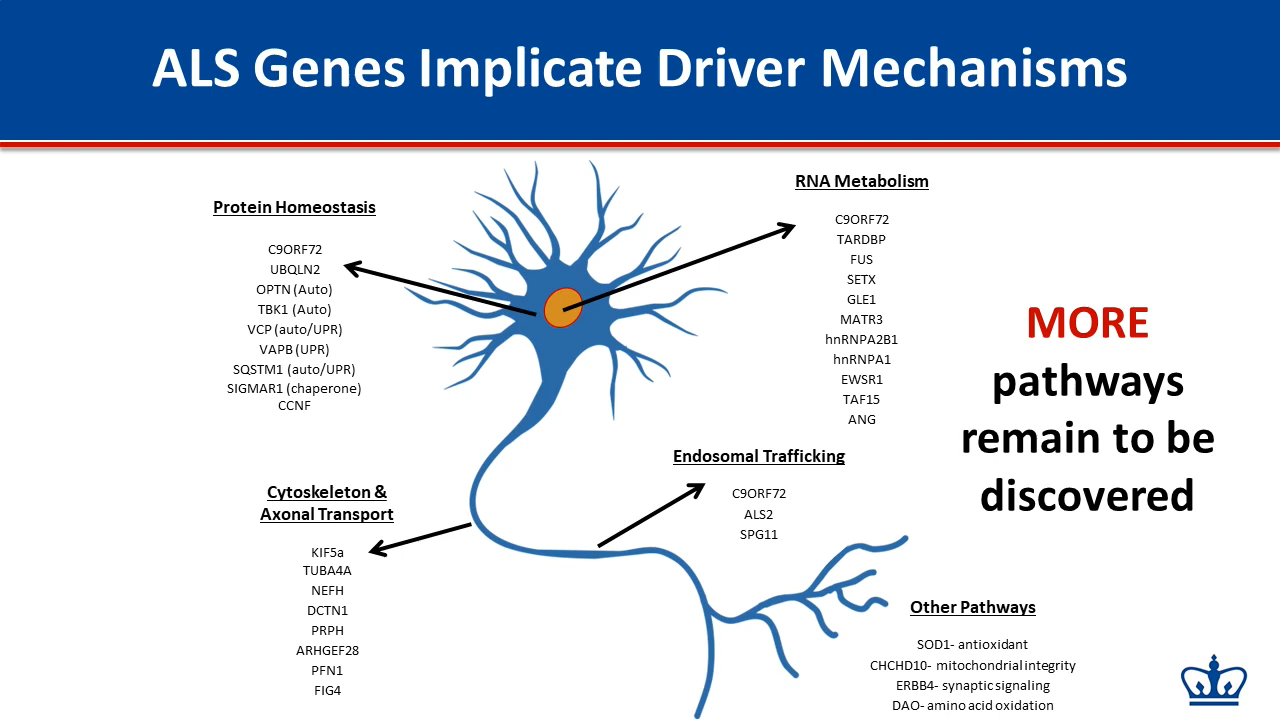 ALS Genes Implicate Driver Mechanisms
Protein Homeostasis
C9ORF72
UBQLN2
OPTN (Auto)
TBK1 (Auto)
VCP (auto/UPR)
VAPB (UPR)
SQSTM1 (auto/UPR)
SIGMAR1 (chaperone)
CCNF
RNA Metabolism
C9ORF72
TARDBP
FUS
SETX
GLE1
MATR3
hnRNPA2B1
hnRNPA1
EWSR1
TAF15
ANG
MORE
pathways
remain to be
discovered
Cytoskeleton &
Axonal Transport
KIF5a
TUBA4A
NEFH
DCTN1
PRPH
ARHGEF28
PFN1
FIG4
Endosomal Trafficking
C9ORF72
ALS2
SPG11
Other Pathways
SOD1- antioxidant
CHCHD10- mitochondrial integrity
ERBB4- synaptic signaling
DAO- amino acid oxidation